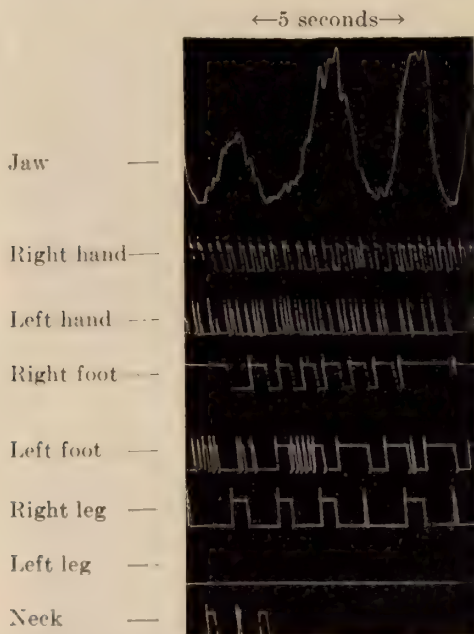 ←5 seconds→
Jaw
Right hand
Left hand
Right foot
Left foot
Right leg
Left leg
Neck